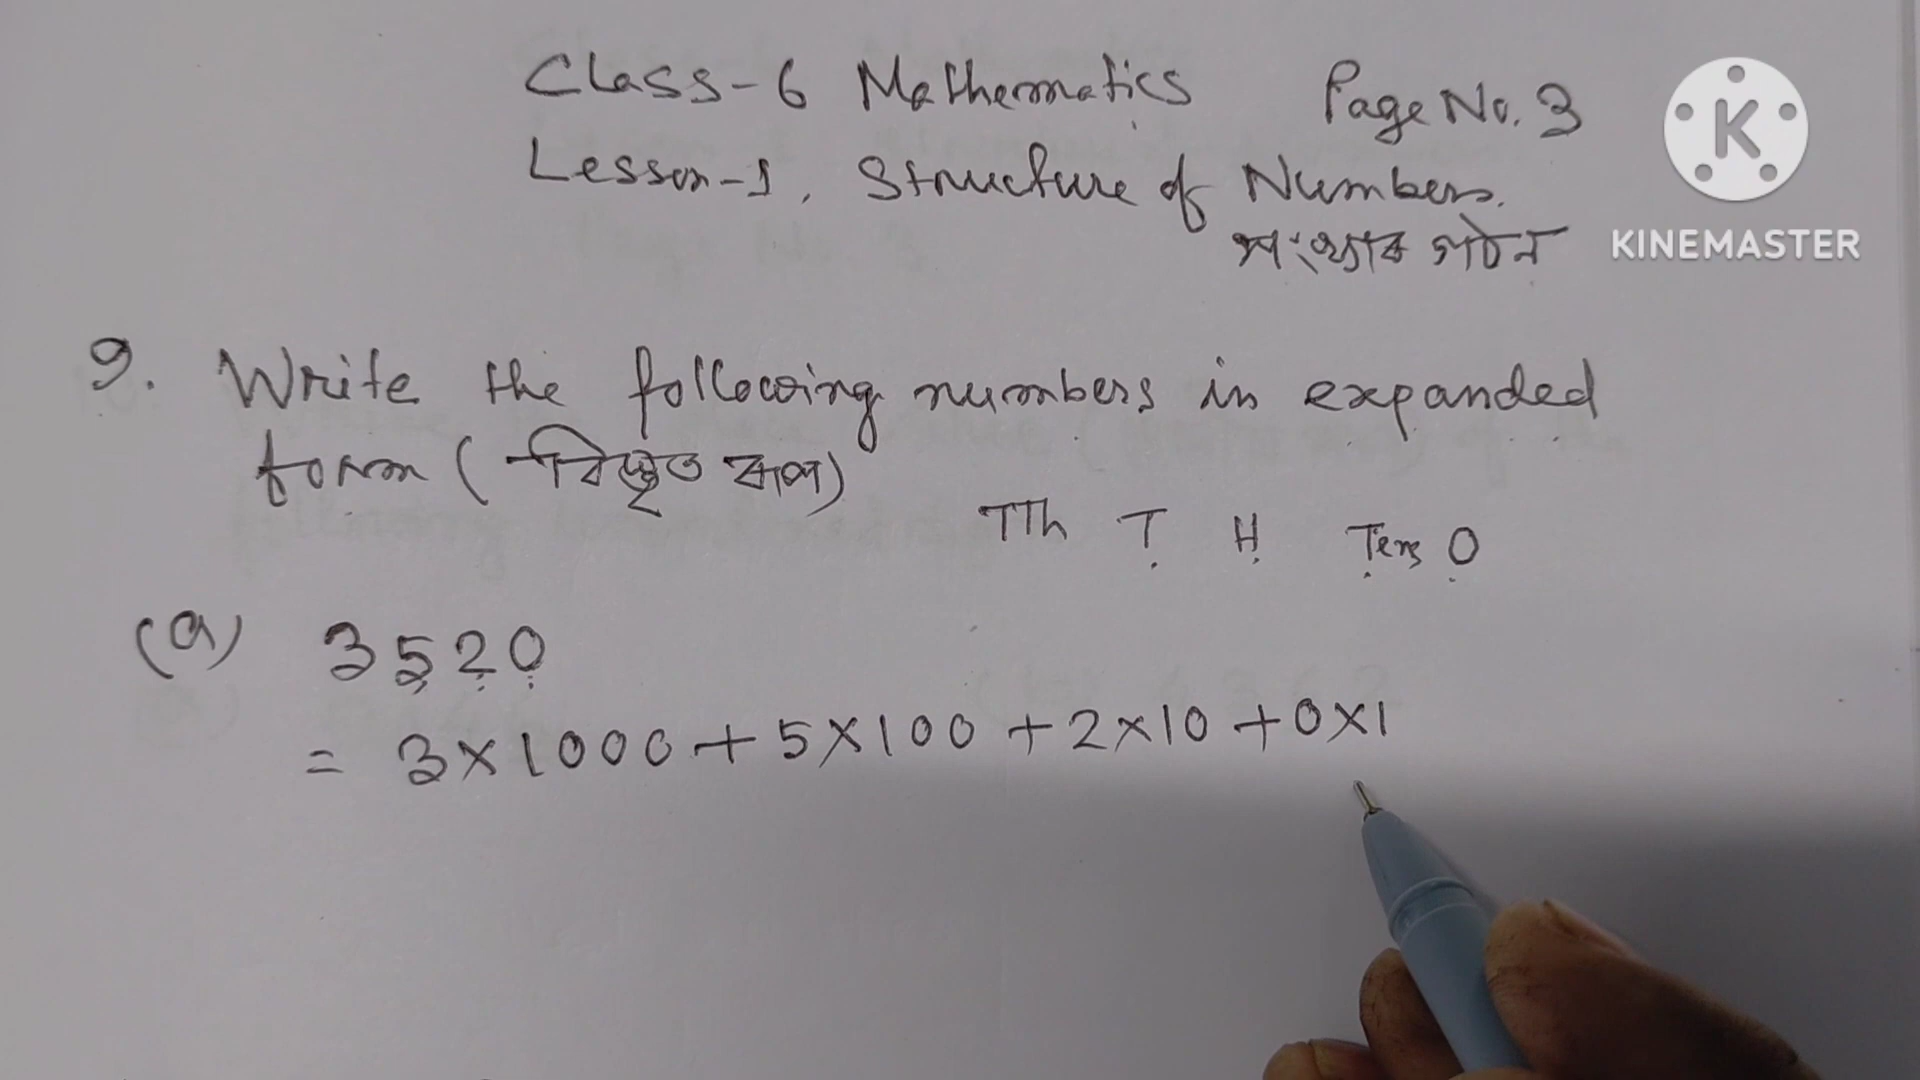 Class-6 Mathematics Page No. 3
Lesson-1, Structure of Numbers.
সংখ্যাৰ গঠন
KINEMASTER
9. Write the following numbers in expanded
form (বিস্তৃত ৰূপ)
TTh T H Tens O
(a) 3520
= 3×1000+5×100+2×10+0×1